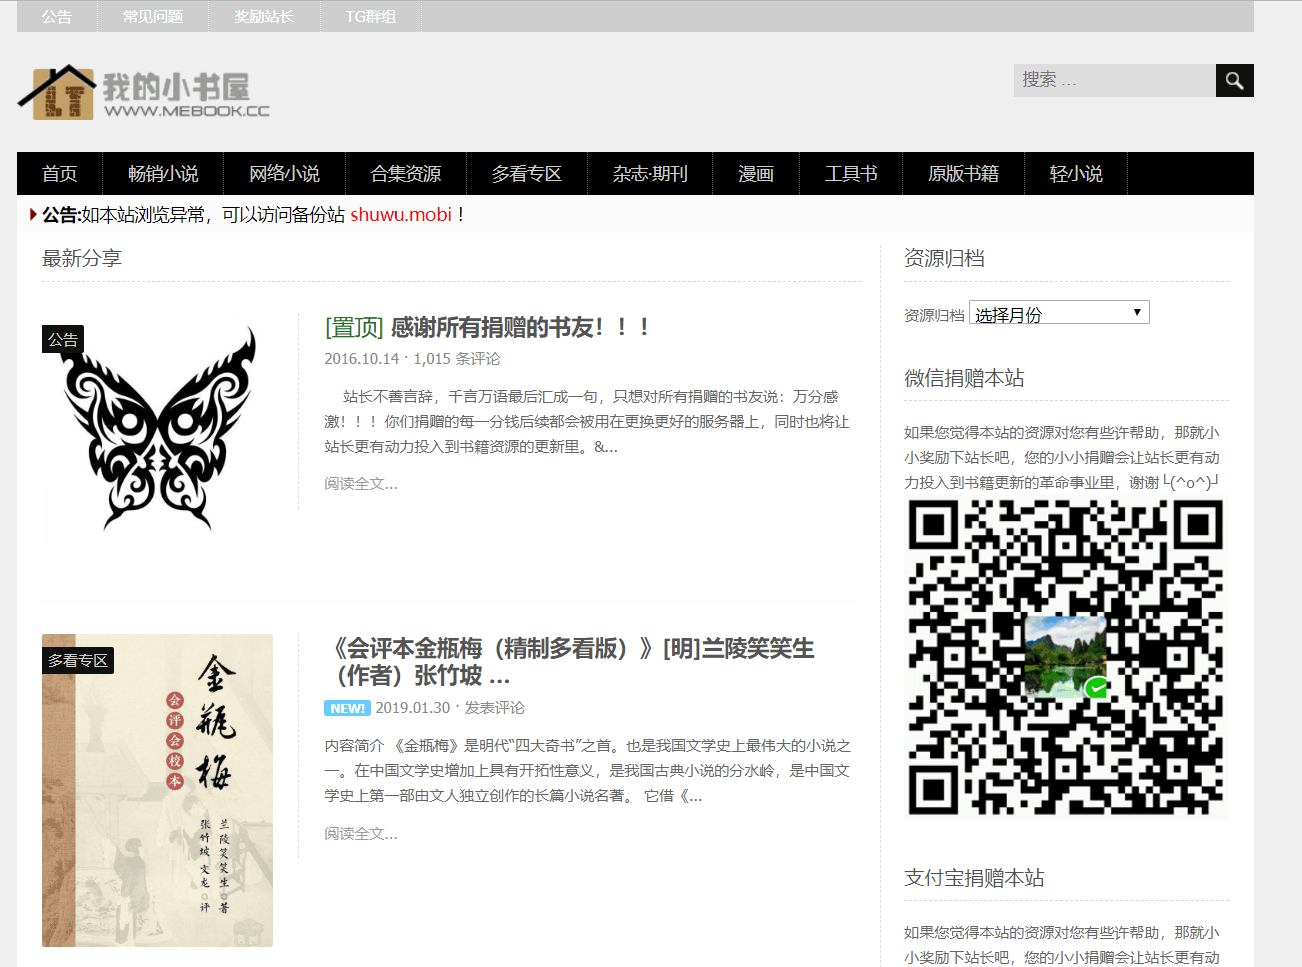 公告 常见问题 奖励站长 TG群组
LT 我的小书屋
WWW.MEBOOK.CC
搜索 ...
首页 畅销小说 网络小说 合集资源 多看专区 杂志·期刊 漫画 工具书 原版书籍 轻小说
公告:如本站浏览异常，可以访问备份站 shuwu.mobi！
最新分享
公告
[置顶] 感谢所有捐赠的书友！！！
2016.10.14 · 1,015 条评论
站长不善言辞，千言万语最后汇成一句，只想对所有捐赠的书友说：万分感
激！！！你们捐赠的每一分钱后续都会被用在更换更好的服务器上，同时也将让
站长更有动力投入到书籍资源的更新里。&...
阅读全文...
多看专区
金瓶梅
会评会校本
兰陵笑笑生 著
张竹坡 文龙 评
《会评本金瓶梅（精制多看版）》[明]兰陵笑笑生
（作者）张竹坡 ...
NEW! 2019.01.30 · 发表评论
内容简介 《金瓶梅》是明代“四大奇书”之首。也是我国文学史上最伟大的小说之
一。在中国文学史增加上具有开拓性意义，是我国古典小说的分水岭，是中国文
学史上第一部由文人独立创作的长篇小说名著。 它借《...
阅读全文...
资源归档
资源归档 选择月份
微信捐赠本站
如果您觉得本站的资源对您有些许帮助，那就小
小奖励下站长吧，您的小小捐赠会让站长更有动
力投入到书籍更新的革命事业里，谢谢└(^o^)┘
支付宝捐赠本站
如果您觉得本站的资源对您有些许帮助，那就小
小奖励下站长吧，您的小小捐赠会让站长更有动